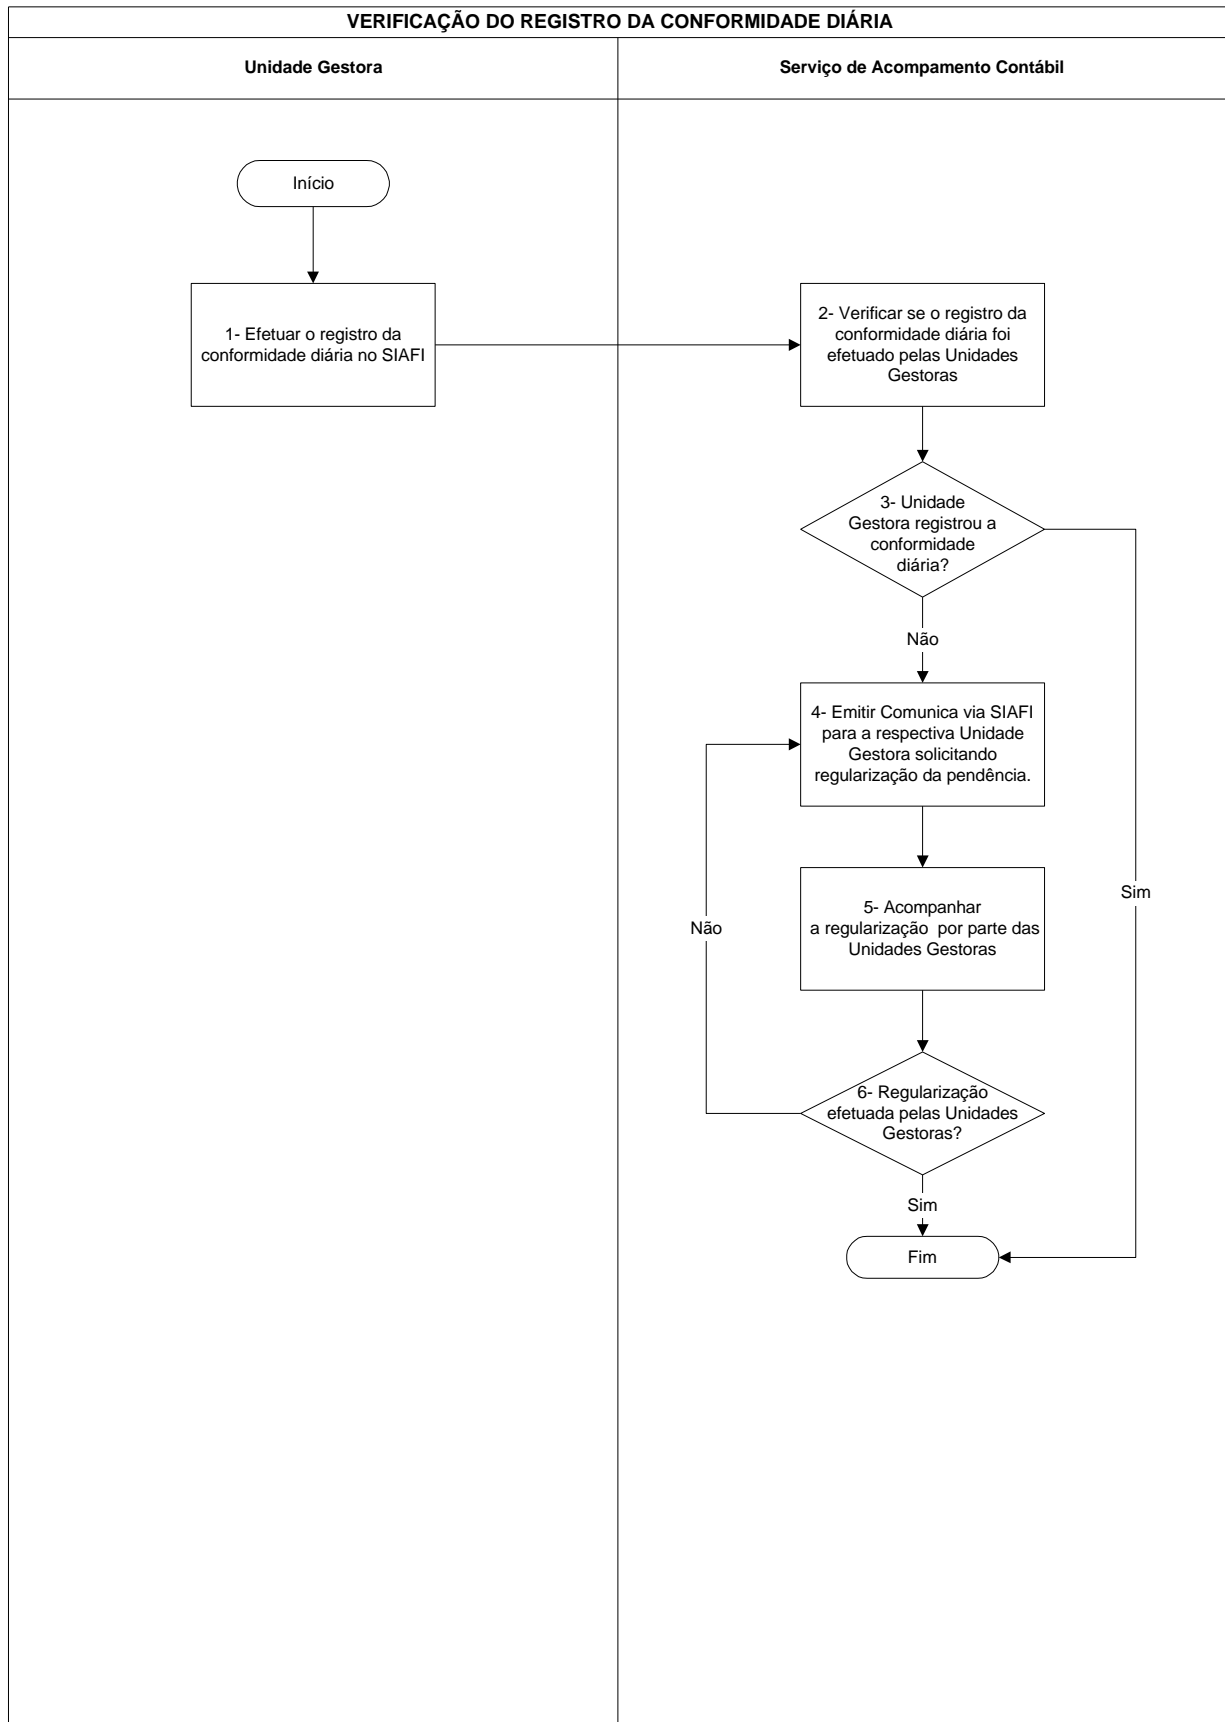 VERIFICAÇÃO DO REGISTRO DA CONFORMIDADE DIÁRIA
Unidade Gestora
Serviço de Acompamento Contábil
Início
1- Efetuar o registro da
conformidade diária no SIAFI
2- Verificar se o registro da
conformidade diária foi
efetuado pelas Unidades
Gestoras
3- Unidade
Gestora registrou a
conformidade
diária?
Não
4- Emitir Comunica via SIAFI
para a respectiva Unidade
Gestora solicitando
regularização da pendência.
Sim
5- Acompanhar
a regularização  por parte das
Unidades Gestoras
Não
6- Regularização
efetuada pelas Unidades
Gestoras?
Sim
Fim